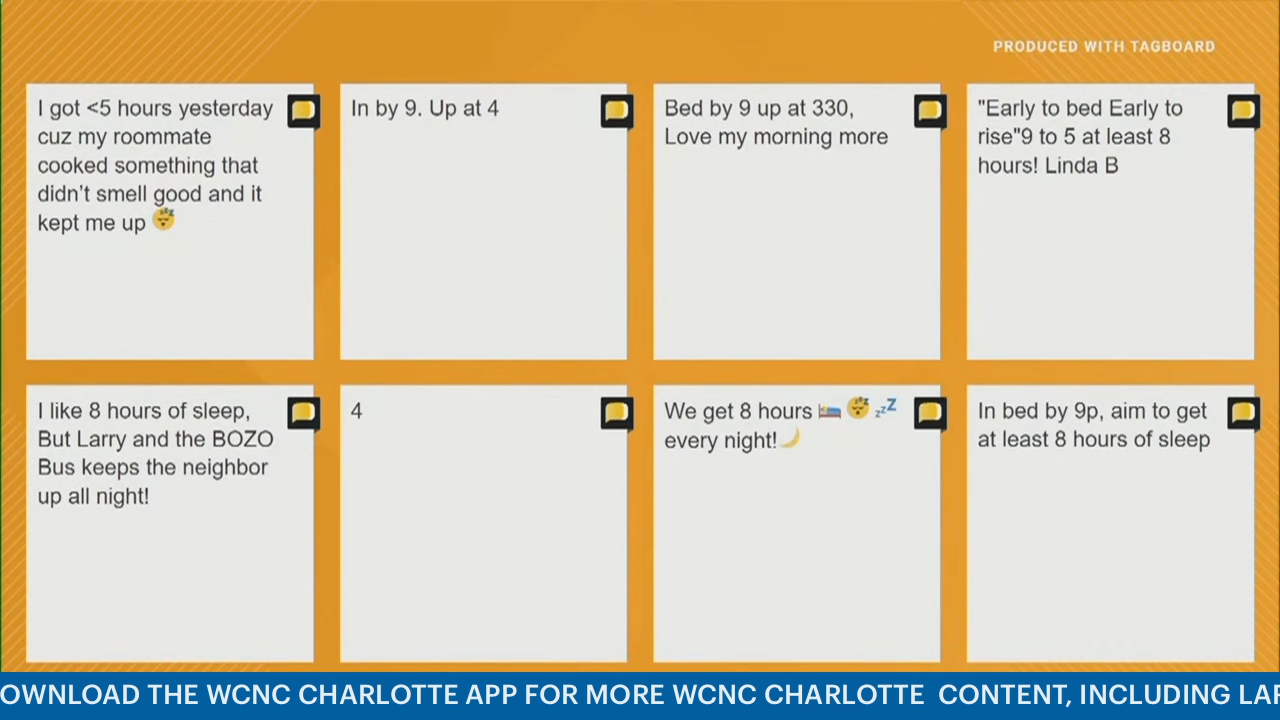 PRODUCED WITH TAGBOARD
I got <5 hours yesterday
cuz my roommate
cooked something that
didn’t smell good and it
kept me up 😴
In by 9. Up at 4
Bed by 9 up at 330,
Love my morning more
"Early to bed Early to
rise"9 to 5 at least 8
hours! Linda B
I like 8 hours of sleep,
But Larry and the BOZO
Bus keeps the neighbor
up all night!
4
We get 8 hours 🛌 😴 💤
every night!🌙
In bed by 9p, aim to get
at least 8 hours of sleep
OWNLOAD THE WCNC CHARLOTTE APP FOR MORE WCNC CHARLOTTE  CONTENT, INCLUDING